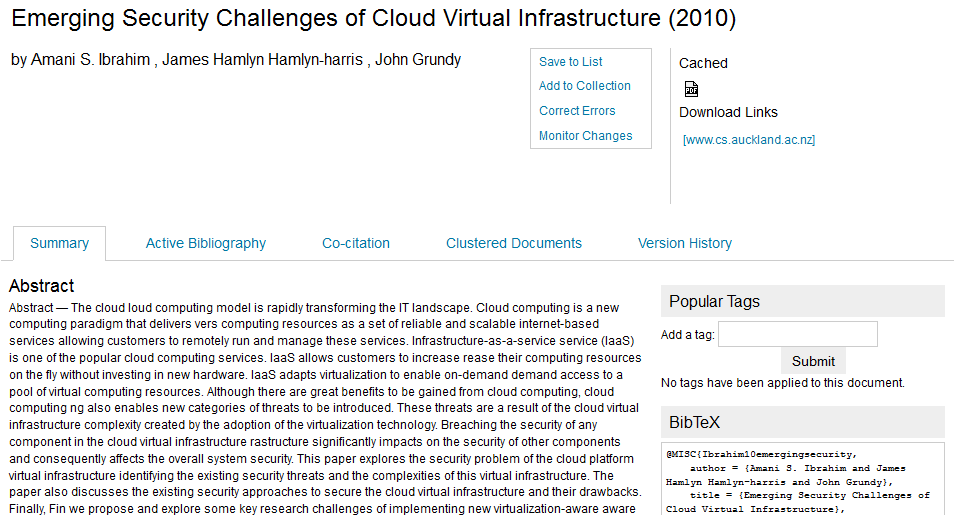 Emerging Security Challenges of Cloud Virtual Infrastructure (2010)
by Amani S. Ibrahim , James Hamlyn Hamlyn-harris , John Grundy
Save to List
Add to Collection
Correct Errors
Monitor Changes
Cached
PDF
Download Links
[www.cs.auckland.ac.nz]
Summary
Active Bibliography
Co-citation
Clustered Documents
Version History
Abstract
Abstract — The cloud loud computing model is rapidly transforming the IT landscape. Cloud computing is a new
computing paradigm that delivers vers computing resources as a set of reliable and scalable internet-based
services allowing customers to remotely run and manage these services. Infrastructure-as-a-service service (IaaS)
is one of the popular cloud computing services. IaaS allows customers to increase rease their computing resources
on the fly without investing in new hardware. IaaS adapts virtualization to enable on-demand demand access to a
pool of virtual computing resources. Although there are great benefits to be gained from cloud computing, cloud
computing ng also enables new categories of threats to be introduced. These threats are a result of the cloud virtual
infrastructure complexity created by the adoption of the virtualization technology. Breaching the security of any
component in the cloud virtual infrastructure rastructure significantly impacts on the security of other components
and consequently affects the overall system security. This paper explores the security problem of the cloud platform
virtual infrastructure identifying the existing security threats and the complexities of this virtual infrastructure. The
paper also discusses the existing security approaches to secure the cloud virtual infrastructure and their drawbacks.
Finally, Fin we propose and explore some key research challenges of implementing new virtualization-aware aware
Popular Tags
Add a tag:
Submit
No tags have been applied to this document.
BibTeX
@MISC{Ibrahim10emergingsecurity,
author = {Amani S. Ibrahim and James
Hamlyn Hamlyn-harris and John Grundy},
title = {Emerging Security Challenges of
Cloud Virtual Infrastructure},